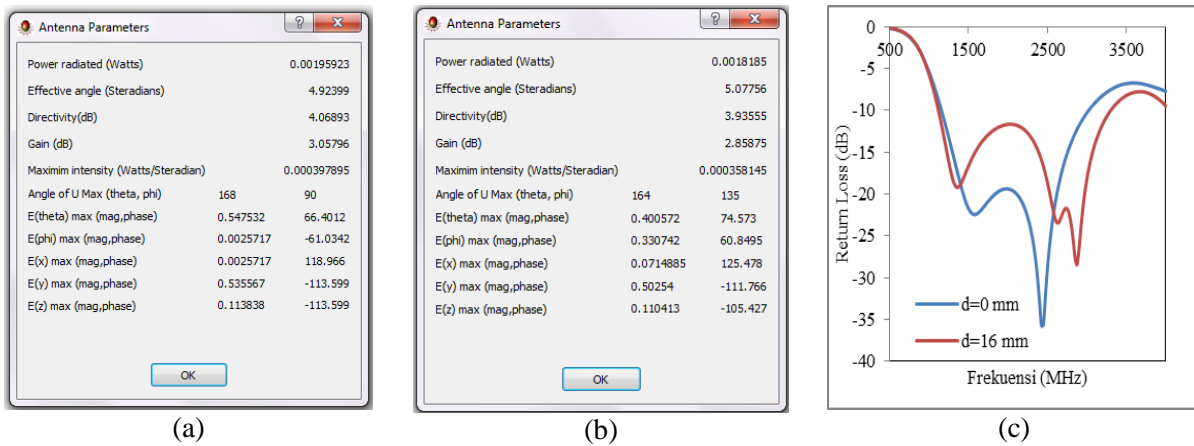 Antenna Parameters
Power radiated (Watts) 0.00195923
Effective angle (Steradians) 4.92399
Directivity(dB) 4.06893
Gain (dB) 3.05796
Maximim intensity (Watts/Steradian) 0.000397895
Angle of U Max (theta, phi) 168 90
E(theta) max (mag,phase) 0.547532 66.4012
E(phi) max (mag,phase) 0.0025717 -61.0342
E(x) max (mag,phase) 0.0025717 118.966
E(y) max (mag,phase) 0.535567 -113.599
E(z) max (mag,phase) 0.113838 -113.599
OK
(a)
Antenna Parameters
Power radiated (Watts) 0.0018185
Effective angle (Steradians) 5.07756
Directivity(dB) 3.93555
Gain (dB) 2.85875
Maximim intensity (Watts/Steradian) 0.000358145
Angle of U Max (theta, phi) 164 135
E(theta) max (mag,phase) 0.400572 74.573
E(phi) max (mag,phase) 0.330742 60.8495
E(x) max (mag,phase) 0.0714885 125.478
E(y) max (mag,phase) 0.50254 -111.766
E(z) max (mag,phase) 0.110413 -105.427
OK
(b)
0
500 1500 2500 3500
-5
-10
-15
-20
-25
-30
-35
-40
Return Loss (dB)
d=0 mm
d=16 mm
Frekuensi (MHz)
(c)